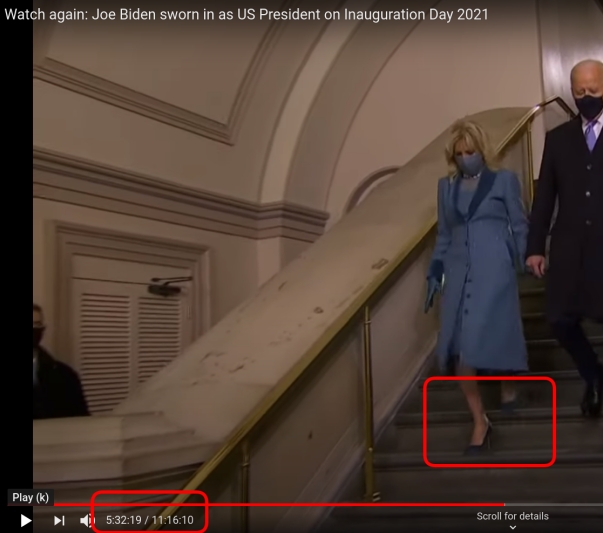 Watch again: Joe Biden sworn in as US President on Inauguration Day 2021
Play (k)
5:32:19 / 11:16:10
Scroll for details